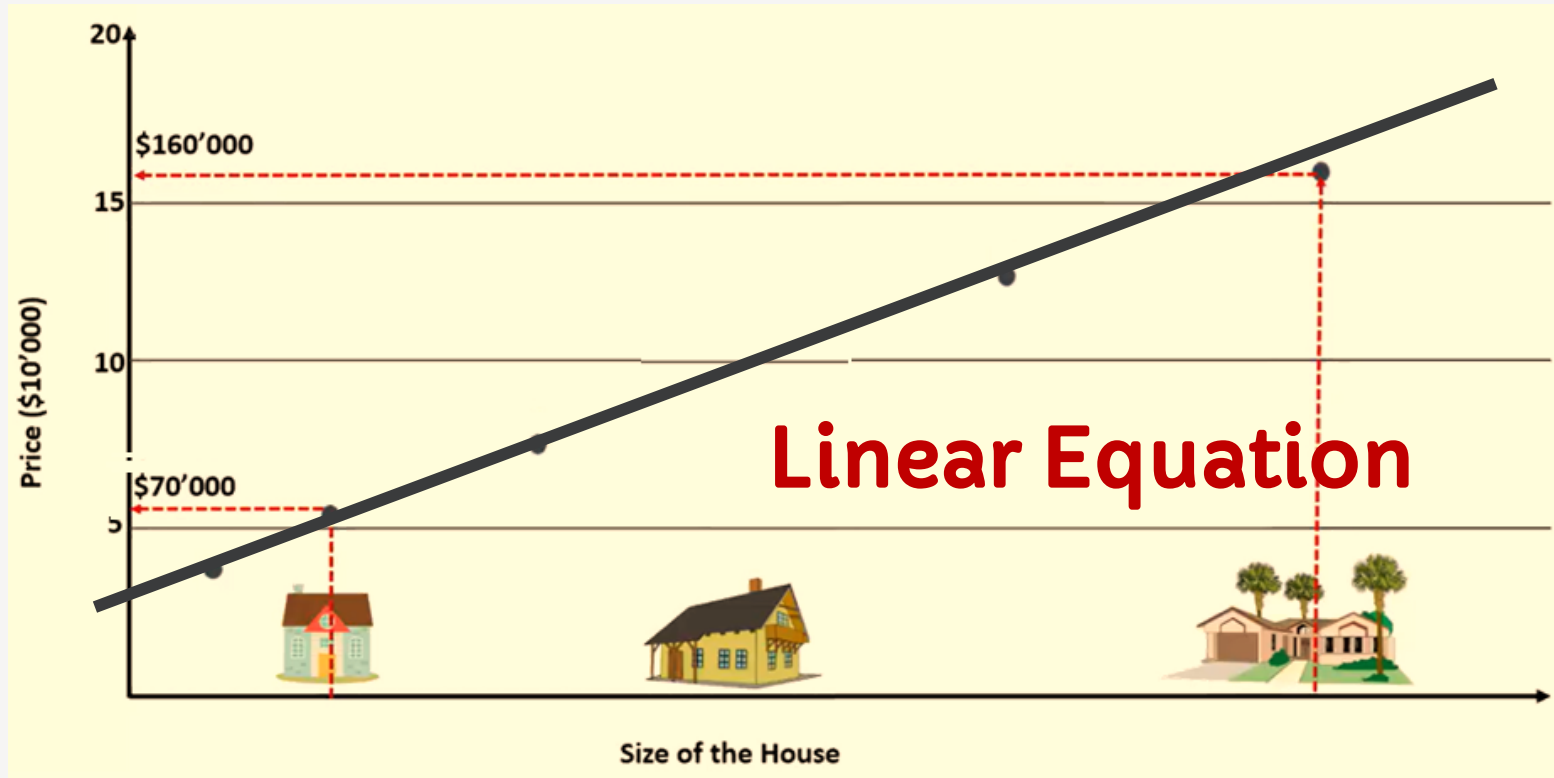 20
$160’000
15
10
Price ($10’000)
Linear Equation
$70’000
5
Size of the House